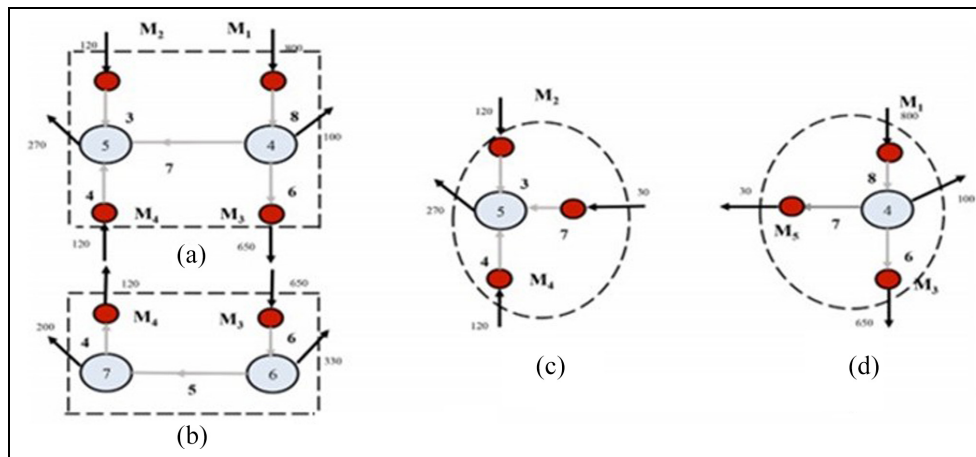 M₂ M₁
120 800
3 8
270 5 4 100
7
4 6
M₄ M₃
120 (a) 650
120 650
M₄ M₃
200 4 6 330
7 6
5
(b)
M₂
120
3
270 5 30
7
4
M₄
120
(c)
M₁
800
8
30 4 100
M₅ 7
6
M₃
650
(d)